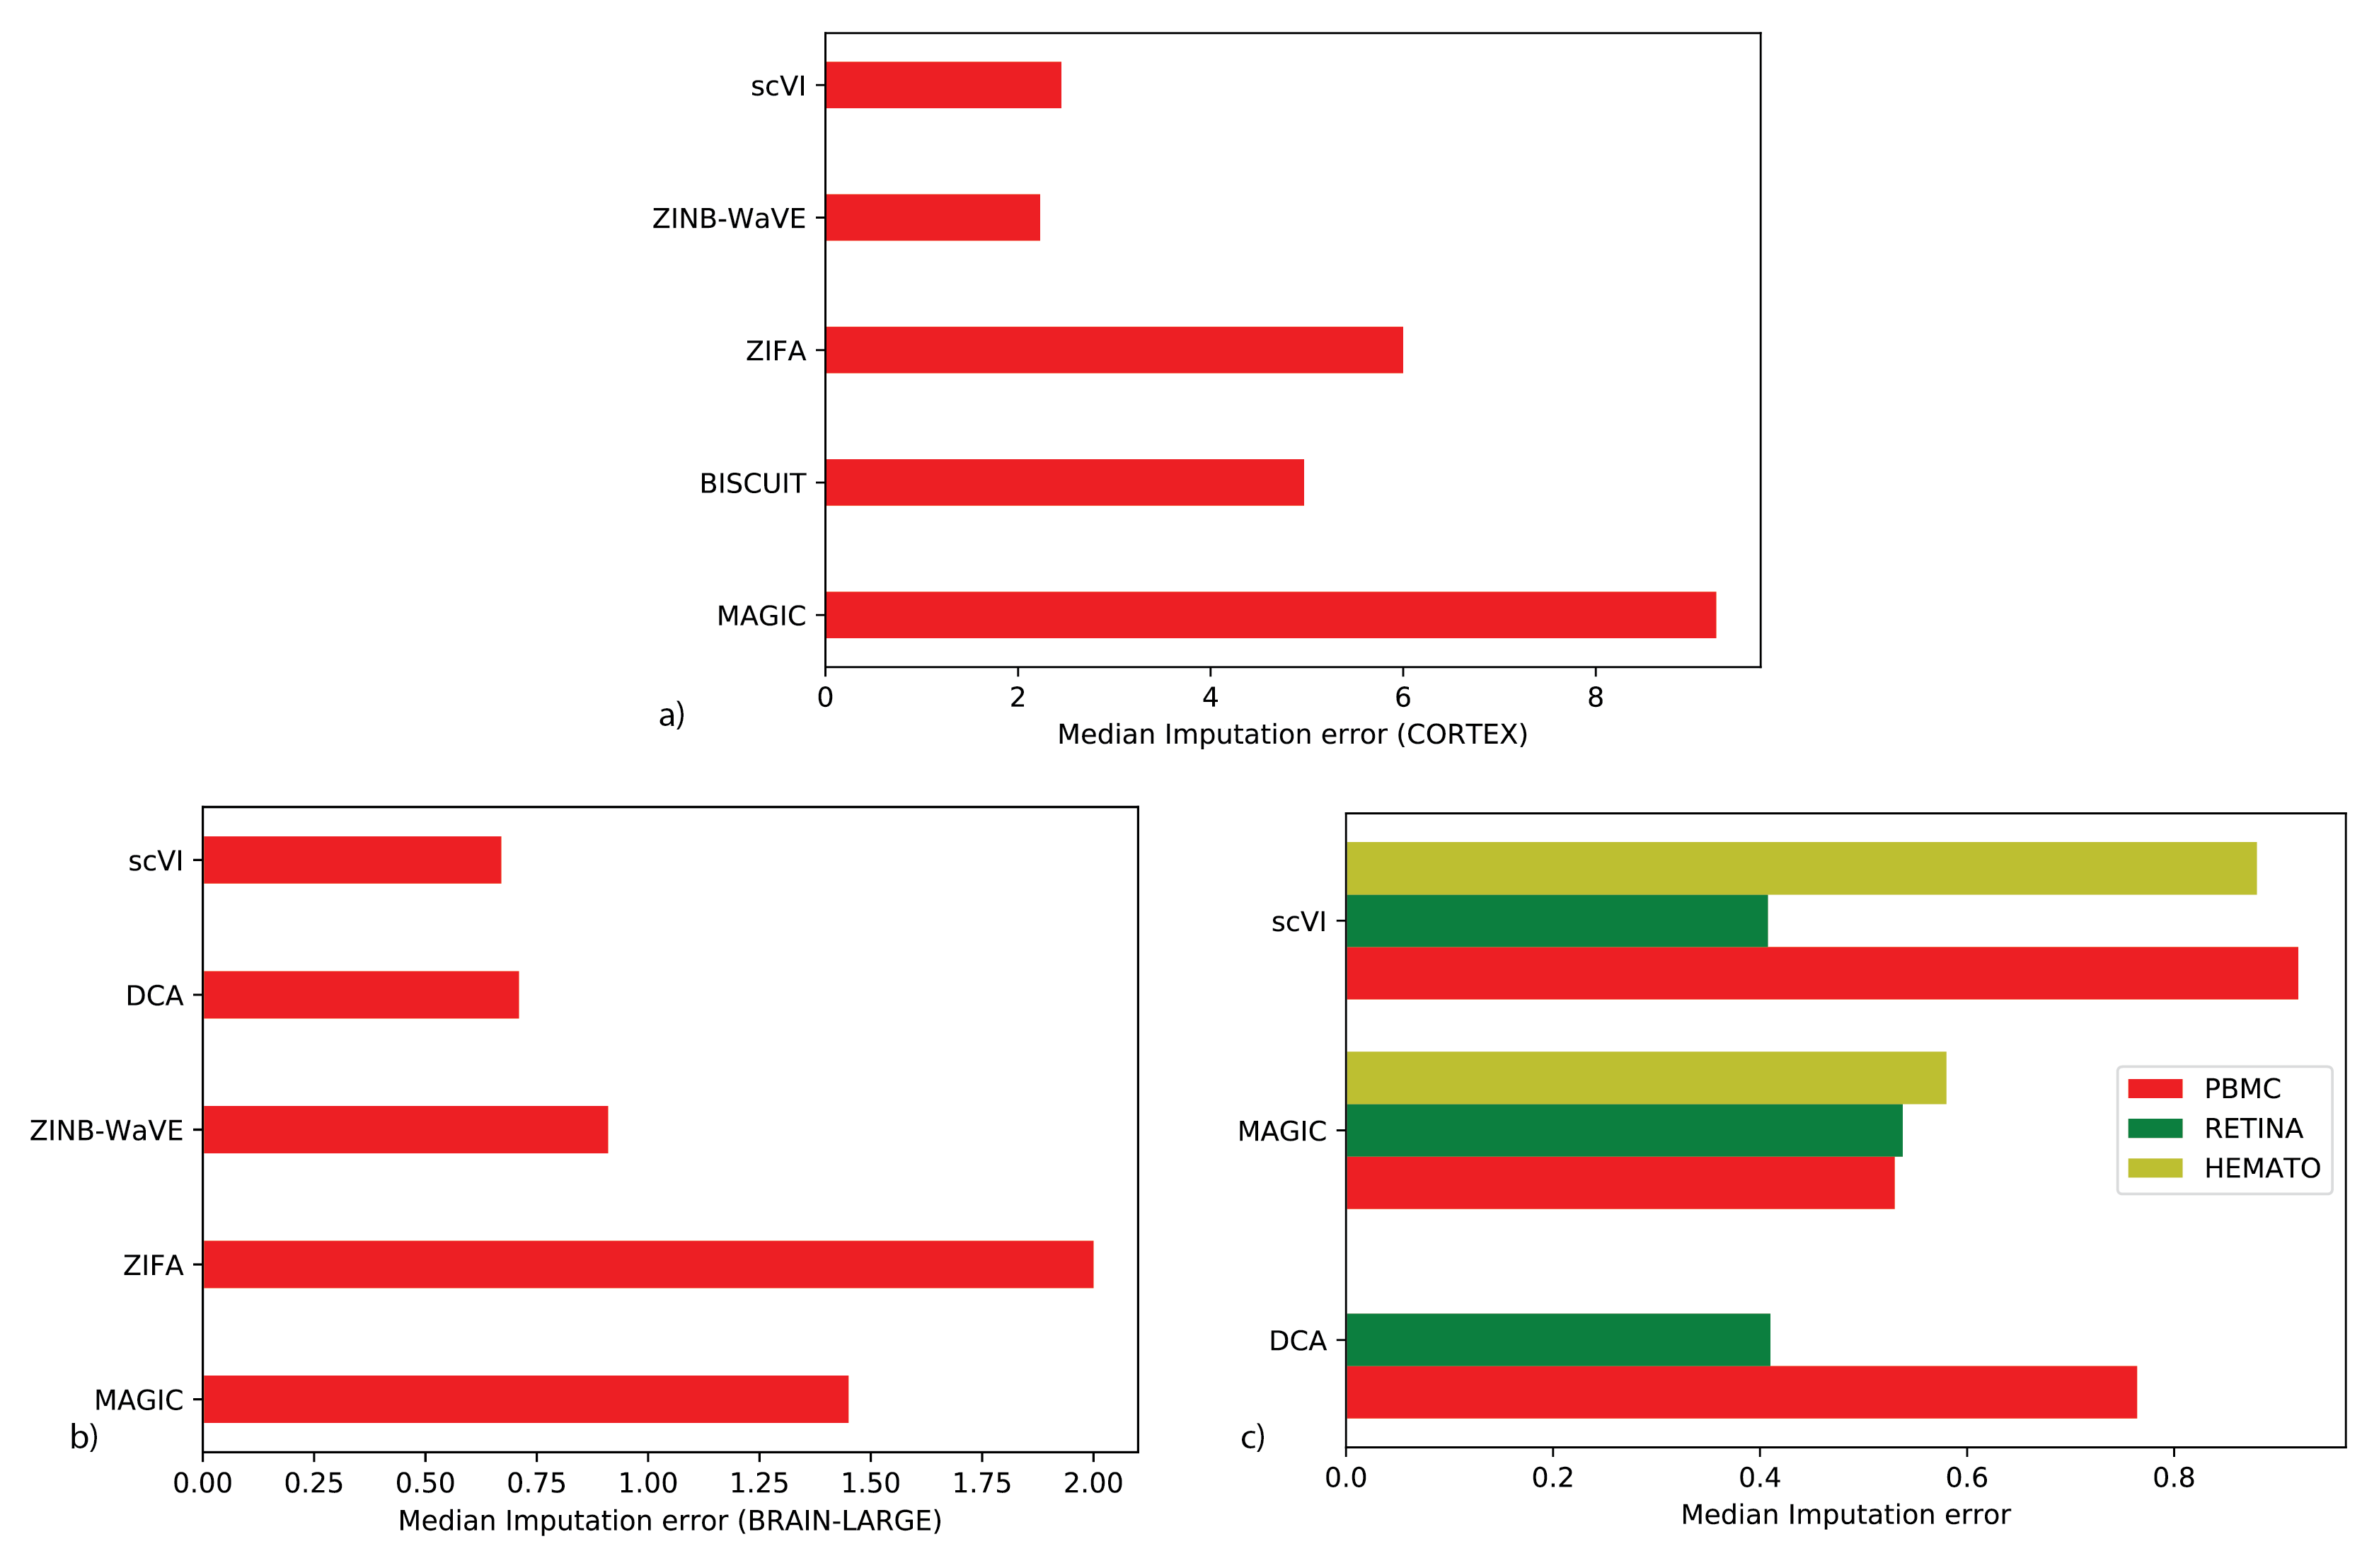 scVI
ZINB-WaVE
ZIFA
BISCUIT
MAGIC
0 2 4 6 8
a)
Median Imputation error (CORTEX)
scVI
DCA
ZINB-WaVE
ZIFA
MAGIC
b)
0.00 0.25 0.50 0.75 1.00 1.25 1.50 1.75 2.00
Median Imputation error (BRAIN-LARGE)
scVI
MAGIC
DCA
PBMC
RETINA
HEMATO
c)
0.0 0.2 0.4 0.6 0.8
Median Imputation error